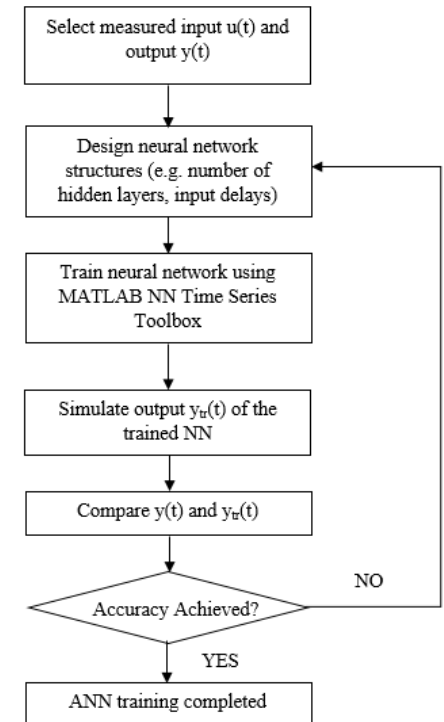 Select measured input u(t) and
output y(t)
Design neural network
structures (e.g. number of
hidden layers, input delays)
Train neural network using
MATLAB NN Time Series
Toolbox
Simulate output yₜᵣ(t) of the
trained NN
Compare y(t) and yₜᵣ(t)
Accuracy Achieved?
NO
YES
ANN training completed